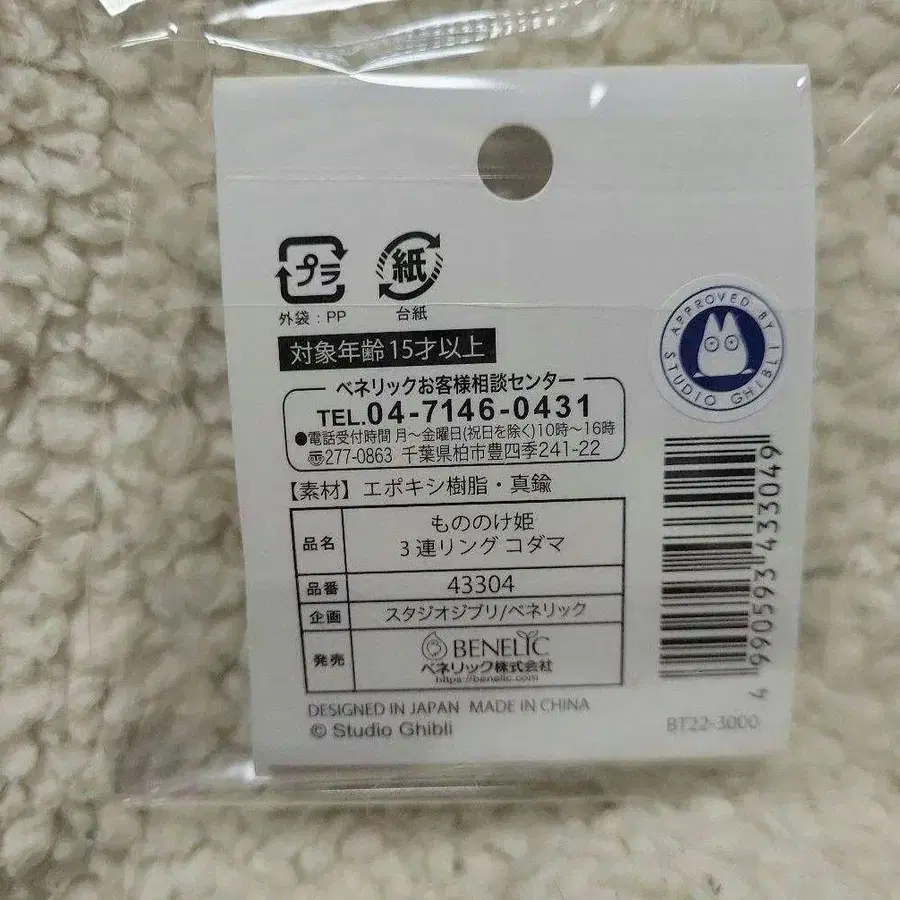 プラ
紙
外袋：PP
台紙
対象年齢15才以上
ベネリックお客様相談センター
TEL.04-7146-0431
●電話受付時間 月～金曜日(祝日を除く)10時～16時
〠277-0863 千葉県柏市豊四季241-22
【素材】エポキシ樹脂・真鍮
品名
もののけ姫
3連リング コダマ
品番
43304
企画
スタジオジブリ/ベネリック
発売
BENELIC
ベネリック株式会社
https://benelic.com
DESIGNED IN JAPAN MADE IN CHINA
© Studio Ghibli
APPROVED BY STUDIO GHIBLI
4 990593 433049
BT22-3000